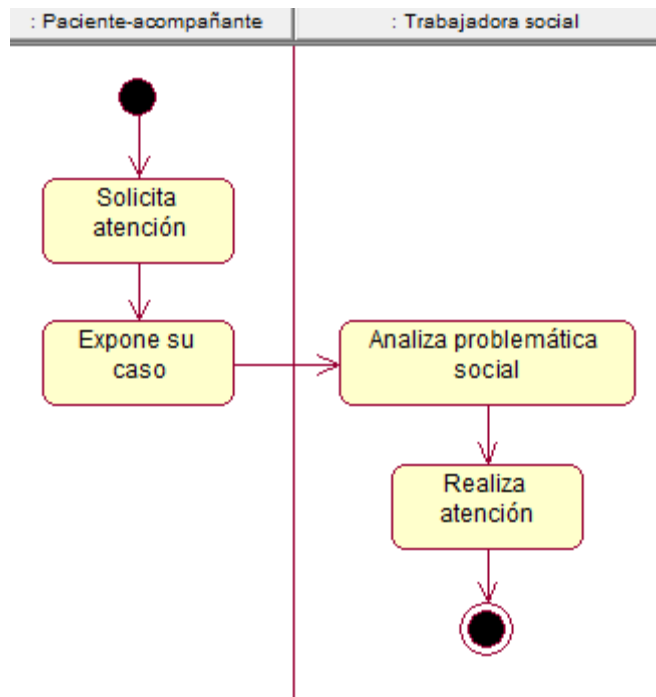 : Paciente-acompañante
: Trabajadora social
Solicita
atención
Expone su
caso
Analiza problemática
social
Realiza
atención